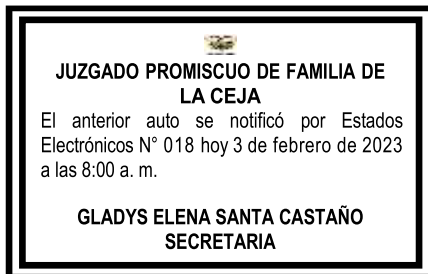 JUZGADO PROMISCUO DE FAMILIA DE
LA CEJA
El anterior auto se notificó por Estados
Electrónicos N° 018 hoy 3 de febrero de 2023
a las 8:00 a. m.
GLADYS ELENA SANTA CASTAÑO
SECRETARIA